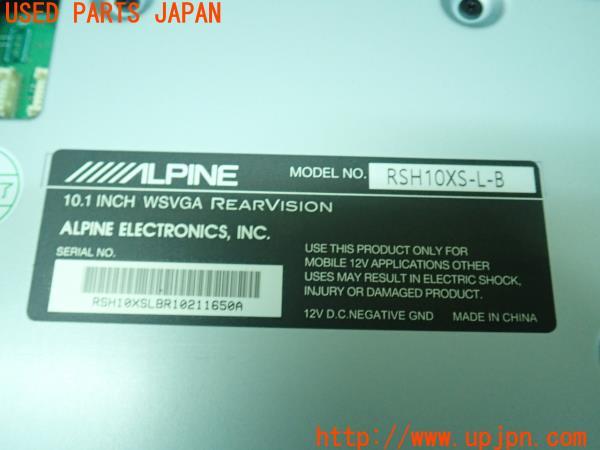 USED PARTS JAPAN
ALPINE
MODEL NO. RSH10XS-L-B
10.1 INCH WSVGA REARVISION
ALPINE ELECTRONICS, INC.
SERIAL NO.
RSH10XSLBR10211650A
USE THIS PRODUCT ONLY FOR
MOBILE 12V APPLICATIONS OTHER
USES MAY RESULT IN ELECTRIC SHOCK,
INJURY OR DAMAGED PRODUCT.
12V D.C. NEGATIVE GND MADE IN CHINA
http://www.upjpn.com/